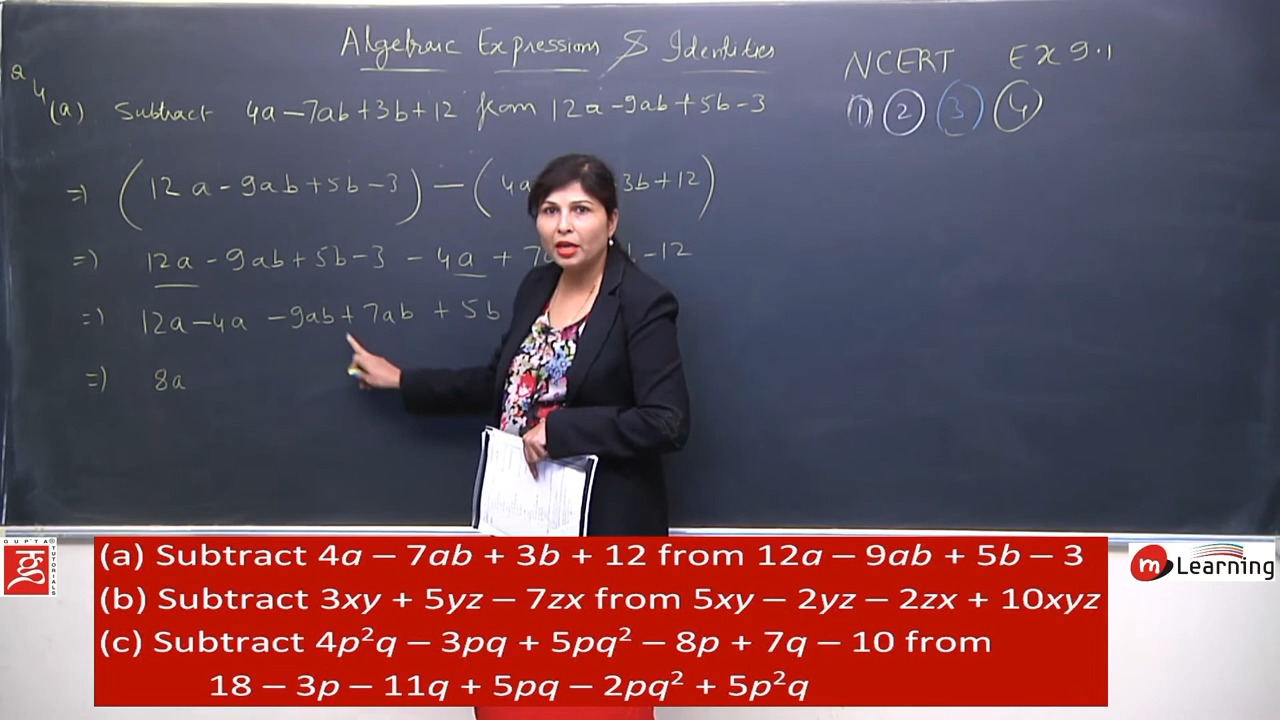 Algebraic Expressions & Identities
NCERT Ex 9.1
① ② ③ ④
Q 4
(a) Subtract 4a - 7ab + 3b + 12 from 12a - 9ab + 5b - 3
=) (12a - 9ab + 5b - 3) - (4a 3b + 12)
=) 12a - 9ab + 5b - 3 - 4a + 7 - 12
=) 12a - 4a - 9ab + 7ab + 5b
=) 8a
(a) Subtract 4a − 7ab + 3b + 12 from 12a − 9ab + 5b − 3
(b) Subtract 3xy + 5yz − 7zx from 5xy − 2yz − 2zx + 10xyz
(c) Subtract 4p²q − 3pq + 5pq² − 8p + 7q − 10 from
18 − 3p − 11q + 5pq − 2pq² + 5p²q
GUPTA TUTORIALS
m Learning